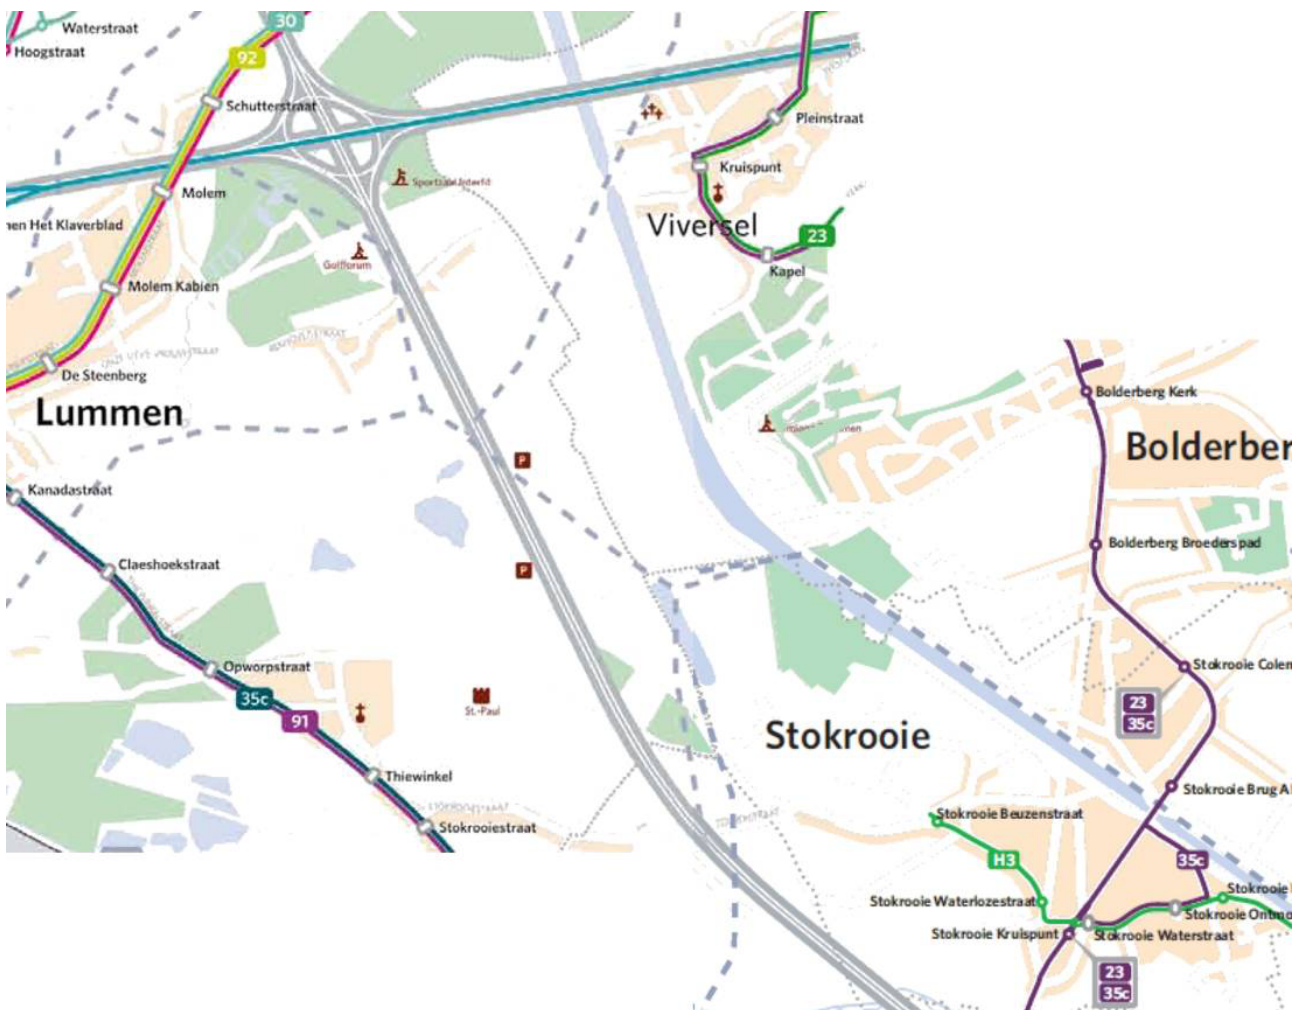 30
Waterstraat
Hoogstraat
92
Schutterstraat
Pleinstraat
Kruispunt
Molem
nen Het Klaverblad
Viversel
23
Golfforum
Kapel
Molem Kabien
De Steenberg
Lummen
Bolderberg Kerk
Bolderber
P
Kanadastraat
Bolderberg Broederspad
Claeshoekstraat
P
Opworpstraat
Stokrooie Colen
35c
91
St.-Paul
23
35c
Stokrooie
Thiewinkel
Stokrooie Brug Al
Stokrooie Beuzenstraat
Stokrooiestraat
H3
35c
Stokrooie
Stokrooie Waterlozestraat
Stokrooie Ontmo
Stokrooie Kruispunt
Stokrooie Waterstraat
23
35c